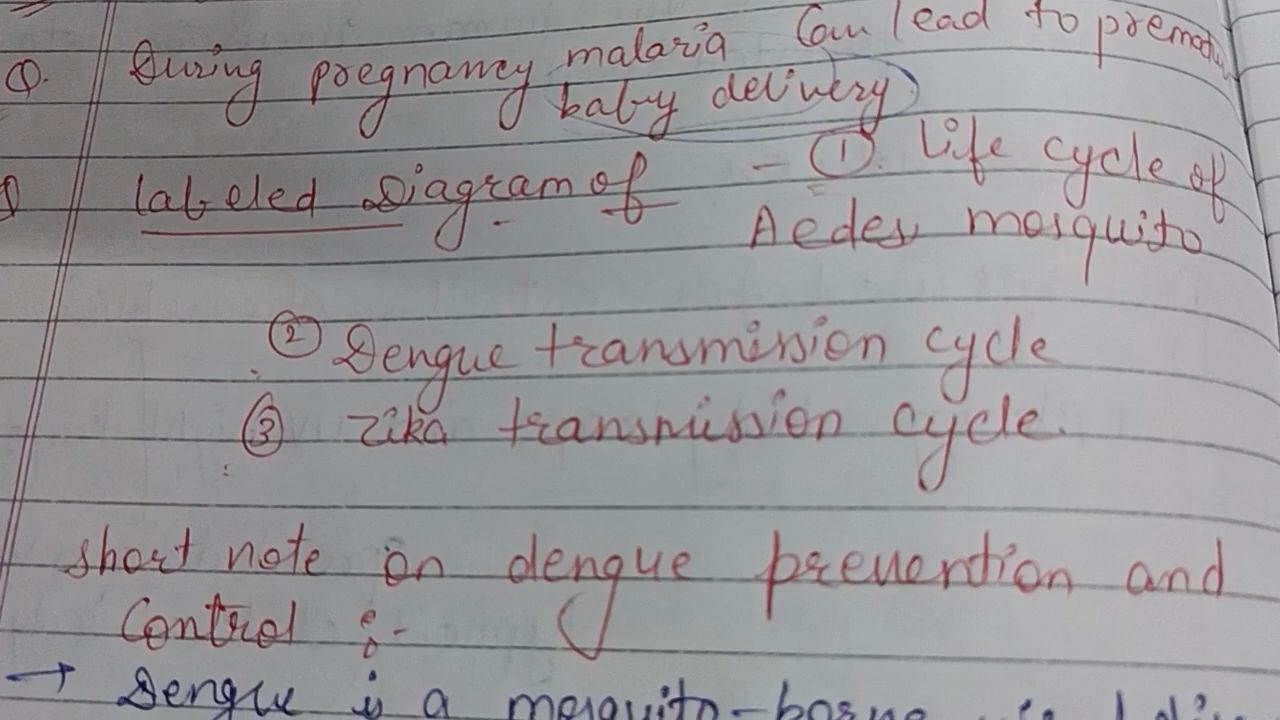 Q. During pregnancy malaria can lead to
baby delivery)
labeled Diagram of - ①. Life cycle of
Aedes mosquito
② Dengue transmission cycle
③ Zika transmission cycle.
short note on dengue prevention and
Control :-
→ Dengue is a mosquito-borne